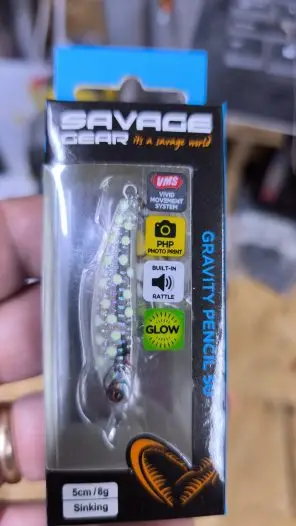 SAVAGE
GEAR it's a savage world
VMS
VIVID
MOVEMENT
SYSTEM
PHP
PHOTO PRINT
BUILT-IN
RATTLE
GLOW
GRAVITY PENCIL 50
5cm / 8g
Sinking